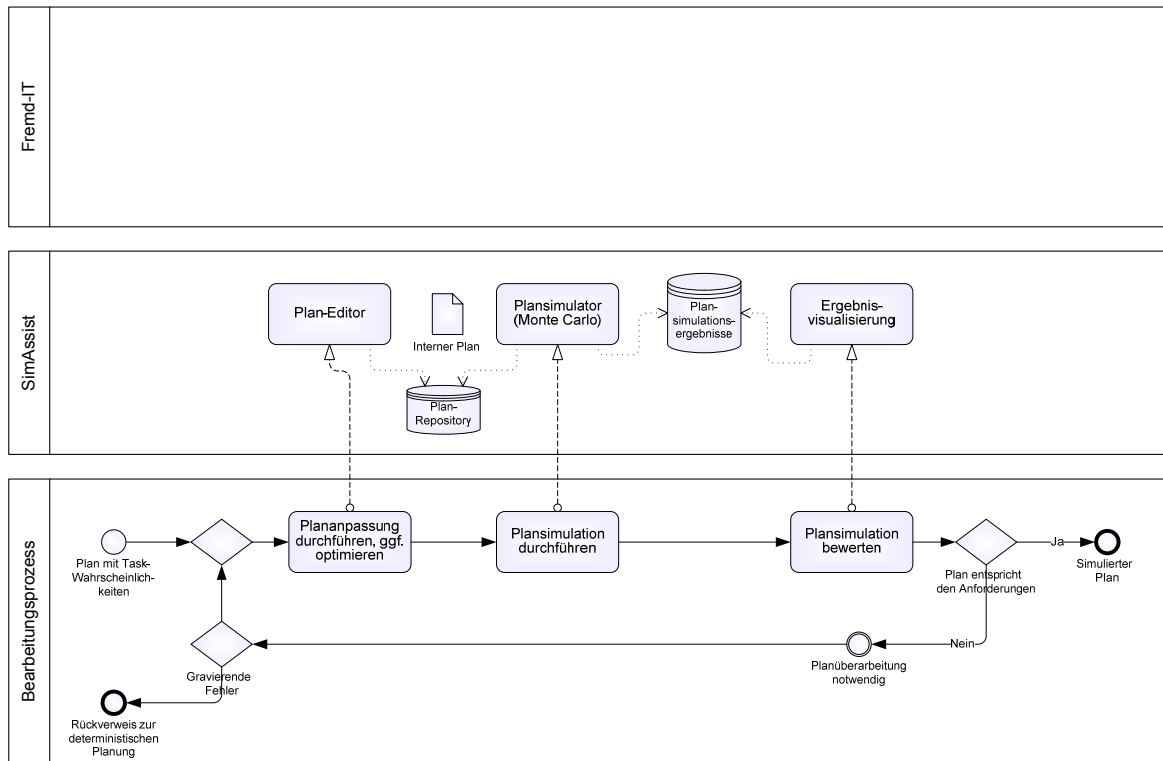 Fremd-IT
SimAssist
Plan-Editor
Interner Plan
Plan-
Repository
Plansimulator
(Monte Carlo)
Plan-
simulations-
ergebnisse
Ergebnis-
visualisierung
Bearbeitungsprozess
Plan mit Task-
Wahrscheinlich-
keiten
Plananpassung
durchführen, ggf.
optimieren
Plansimulation
durchführen
Plansimulation
bewerten
Plan entspricht
den Anforderungen
Ja
Simulierter
Plan
Nein
Planüberarbeitung
notwendig
Gravierende
Fehler
Rückverweis zur
deterministischen
Planung